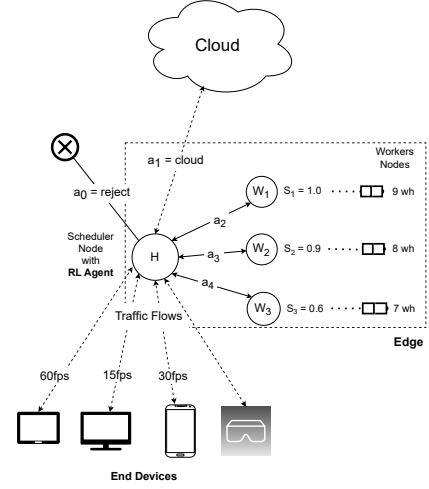 Cloud
Workers
Nodes
a1 = cloud
a0 = reject
W1
S1 = 1.0
9 wh
a2
Scheduler
Node
with
RL Agent
H
a3
W2
S2 = 0.9
8 wh
a4
W3
S3 = 0.6
7 wh
Traffic Flows
Edge
60fps
15fps
30fps
End Devices